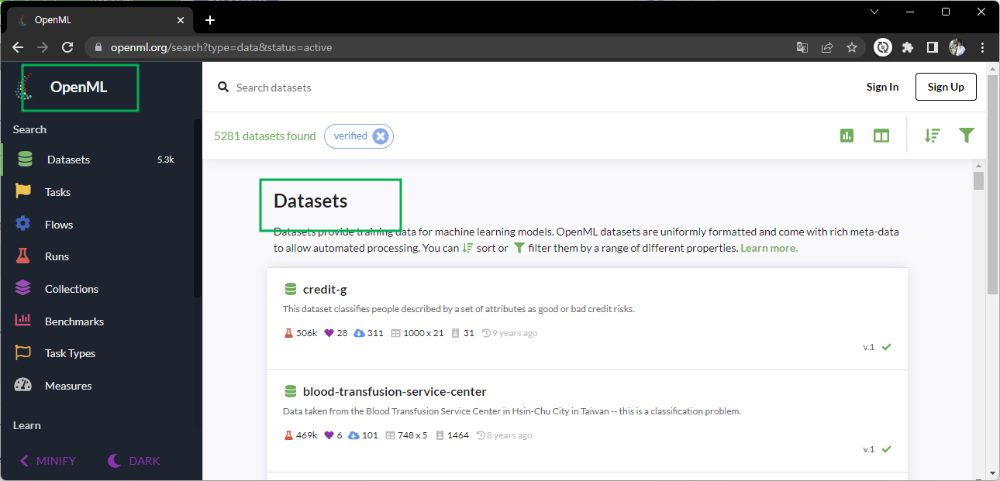 OpenML
openml.org/search?type=data&status=active
OpenML
Search datasets
Sign In
Sign Up
Search
5281 datasets found
verified
Datasets
5.3k
Tasks
Flows
Runs
Collections
Benchmarks
Task Types
Measures
Learn
MINIFY
DARK
Datasets
Datasets provide training data for machine learning models. OpenML datasets are uniformly formatted and come with rich meta-data
to allow automated processing. You can sort or filter them by a range of different properties. Learn more.
credit-g
This dataset classifies people described by a set of attributes as good or bad credit risks.
506k 28 311 1000 x 21 31 9 years ago
v.1
blood-transfusion-service-center
Data taken from the Blood Transfusion Service Center in Hsin-Chu City in Taiwan -- this is a classification problem.
469k 6 101 748 x 5 1464 8 years ago
v.1